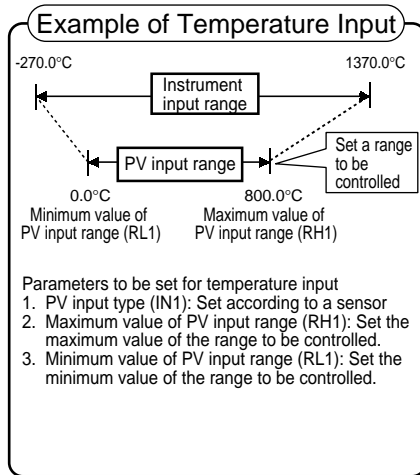 Example of Temperature Input
-270.0°C
1370.0°C
Instrument
input range
PV input range
Set a range
to be
controlled
0.0°C
800.0°C
Minimum value of
PV input range (RL1)
Maximum value of
PV input range (RH1)
Parameters to be set for temperature input
1. PV input type (IN1): Set according to a sensor
2. Maximum value of PV input range (RH1): Set the
maximum value of the range to be controlled.
3. Minimum value of PV input range (RL1): Set the
minimum value of the range to be controlled.